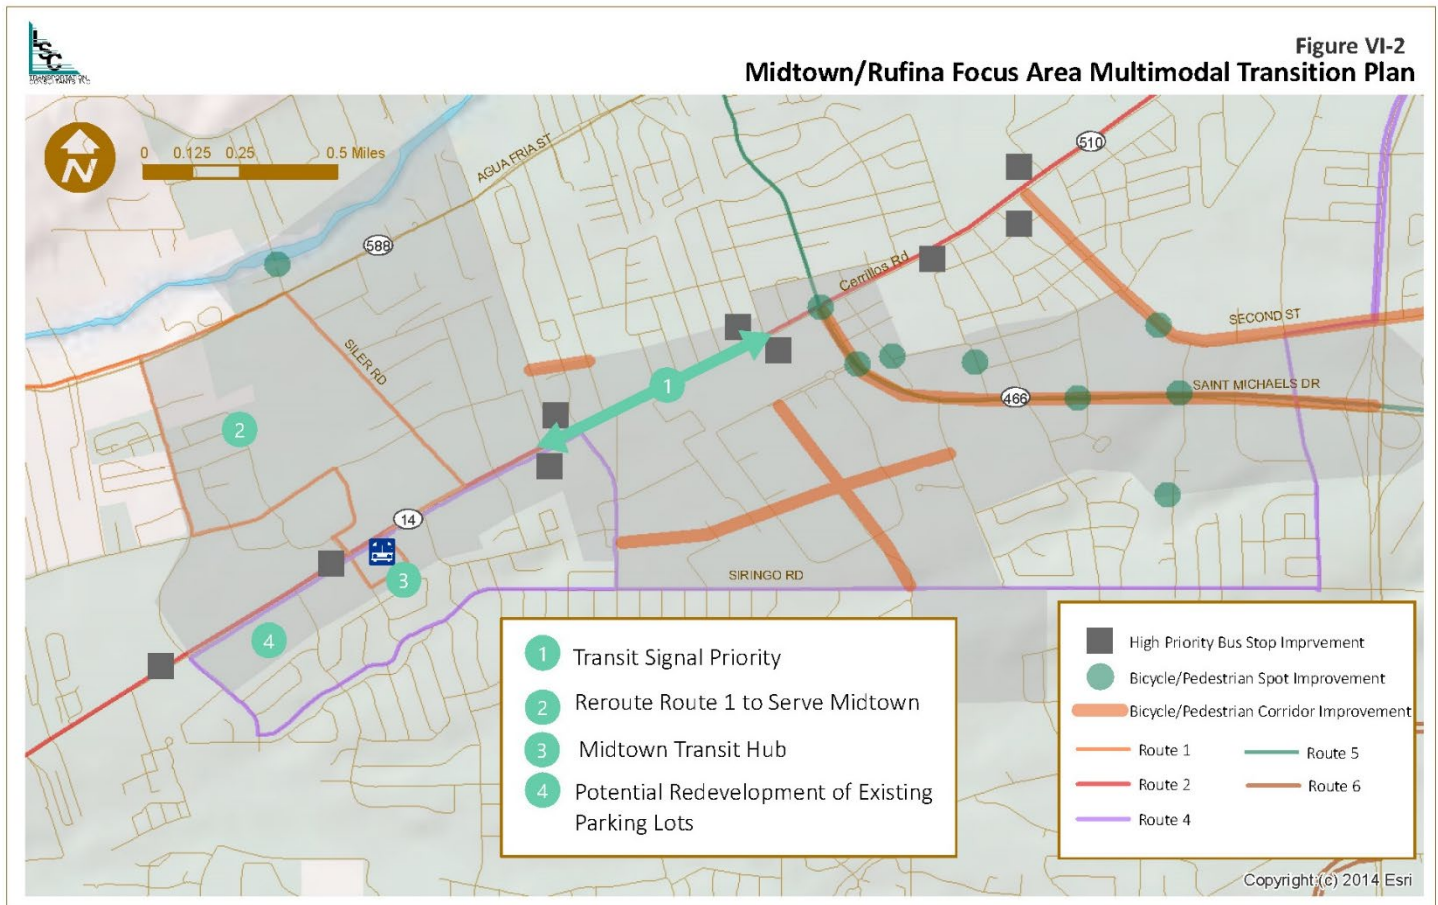 LSC
TRANSPORTATION
CONSULTANTS, INC.
Figure VI-2
Midtown/Rufina Focus Area Multimodal Transition Plan
N
0 0.125 0.25 0.5 Miles
AGUA FRIA ST
588
510
Cerrillos Rd
SILER RD
SECOND ST
1
SAINT MICHAELS DR
466
2
14
3
SIRINGO RD
4
1 Transit Signal Priority
2 Reroute Route 1 to Serve Midtown
3 Midtown Transit Hub
4 Potential Redevelopment of Existing
Parking Lots
High Priority Bus Stop Imprvement
Bicycle/Pedestrian Spot Improvement
Bicycle/Pedestrian Corridor Improvement
Route 1
Route 5
Route 2
Route 6
Route 4
Copyright:(c) 2014 Esri